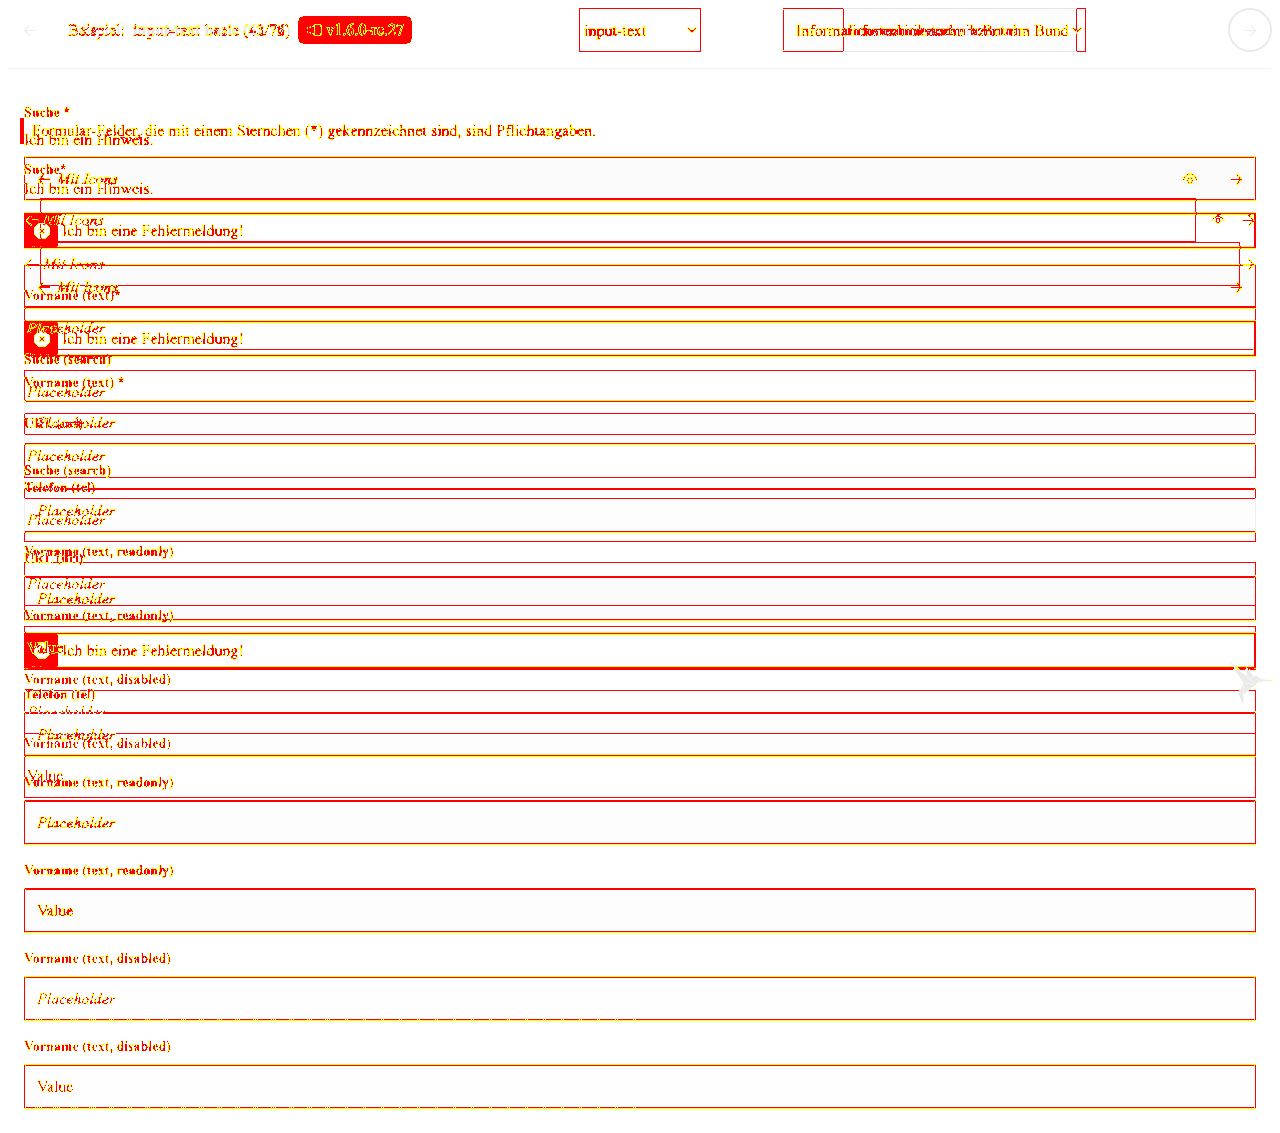 Beispiel: input-text basic (43/76) v1.6.0-rc.27 input-text
Suche *
Formular-Felder, die mit einem Sternchen (*) gekennzeichnet sind, sind Pflichtangaben.
Ich bin ein Hinweis.
Suche*
Mit Icons
Ich bin ein Hinweis.
Mit Icons
Ich bin eine Fehlermeldung!
Mit Icons
Mit Icons
Vorname (text)*
Placeholder
Ich bin eine Fehlermeldung!
Suche (search)
Vorname (text) *
Placeholder
Placeholder
Placeholder
Suche (search)
Telefon (tel)
Placeholder
Placeholder
Vorname (text, readonly)
URL (url)
Placeholder
Placeholder
Vorname (text, readonly)
Value
Ich bin eine Fehlermeldung!
Vorname (text, disabled)
Telefon (tel)
Placeholder
Placeholder
Vorname (text, disabled)
Value
Vorname (text, readonly)
Placeholder
Vorname (text, readonly)
Value
Vorname (text, disabled)
Placeholder
Vorname (text, disabled)
Value